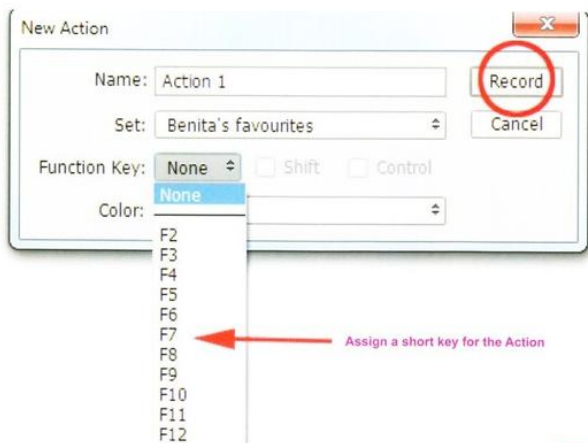 New Action
Name: Action 1
Record
Set: Benita's favourites
Cancel
Function Key: None
Shift
Control
None
Color:
F2
F3
F4
F5
F6
F7
Assign a short key for the Action
F8
F9
F10
F11
F12